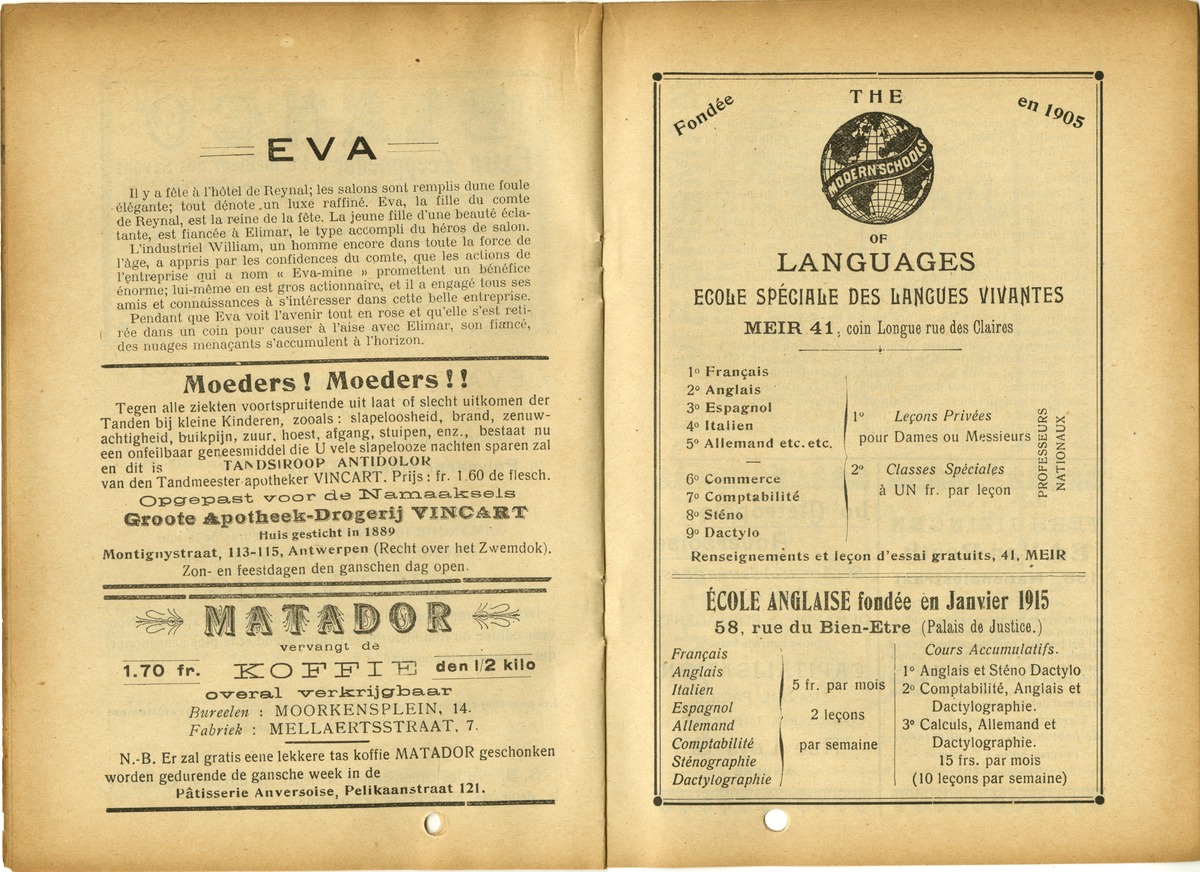 EVA
Il y a fête à l'hôtel de Reynal; les salons sont remplis dune foule
élégante; tout dénote un luxe raffiné. Eva, la fille du comte
de Reynal, est la reine de la fête. La jeune fille d'une beauté écla-
tante, est fiancée à Elimar, le type accompli du héros de salon.
L'industriel William, un homme encore dans toute la force de
l'âge, a appris par les confidences du comte, que les actions de
l'entreprise qui a nom « Eva-mine » promettent un bénéfice
énorme; lui-même en est gros actionnaire, et il a engagé tous ses
amis et connaissances à s'intéresser dans cette belle entreprise.
Pendant que Eva voit l'avenir tout en rose et qu'elle s'est reti-
rée dans un coin pour causer à l'aise avec Elimar, son fiancé,
des nuages menaçants s'accumulent à l'horizon.
Moeders! Moeders!!
Tegen alle ziekten voortspruitende uit laat of slecht uitkomen der
Tanden bij kleine Kinderen, zooals: slapeloosheid, brand, zenuw-
achtigheid, buikpijn, zuur, hoest, afgang, stuipen, enz., bestaat nu
een onfeilbaar geneesmiddel die U vele slapelooze nachten sparen zal
en dit is TANDSIROOP ANTIDOLOR
van den Tandmeester-apotheker VINCART. Prijs: fr. 1.60 de flesch.
Opgepast voor de Namaaksels
Groote Apotheek-Drogerij VINCART
Huis gesticht in 1889
Montignystraat, 113-115, Antwerpen (Recht over het Zwemdok).
Zon- en feestdagen den ganschen dag open.
MATADOR
vervangt de
1.70 fr. KOFFIE den 1/2 kilo
overal verkrijgbaar
Bureelen : MOORKENSPLEIN, 14.
Fabriek : MELLAERTSSTRAAT, 7.
N.-B. Er zal gratis eene lekkere tas koffie MATADOR geschonken
worden gedurende de gansche week in de
Pâtisserie Anversoise, Pelikaanstraat 121.
Fondée THE en 1905
MODERN SCHOOLS
OF
LANGUAGES
ECOLE SPÉCIALE DES LANGUES VIVANTES
MEIR 41, coin Longue rue des Claires
1º Français
2º Anglais
3º Espagnol
4º Italien
5º Allemand etc. etc.
6º Commerce
7º Comptabilité
8º Sténo
9º Dactylo
1º Leçons Privées
pour Dames ou Messieurs
2º Classes Spéciales
à UN fr. par leçon
PROFESSEURS
NATIONAUX
Renseignements et leçon d'essai gratuits, 41, MEIR
ÉCOLE ANGLAISE fondée en Janvier 1915
58, rue du Bien-Etre (Palais de Justice.)
Français
Anglais
Italien
Espagnol
Allemand
Comptabilité
Sténographie
Dactylographie
5 fr. par mois
2 leçons
par semaine
Cours Accumulatifs.
1º Anglais et Sténo Dactylo
2º Comptabilité, Anglais et
Dactylographie.
3º Calculs, Allemand et
Dactylographie.
15 frs. par mois
(10 leçons par semaine)